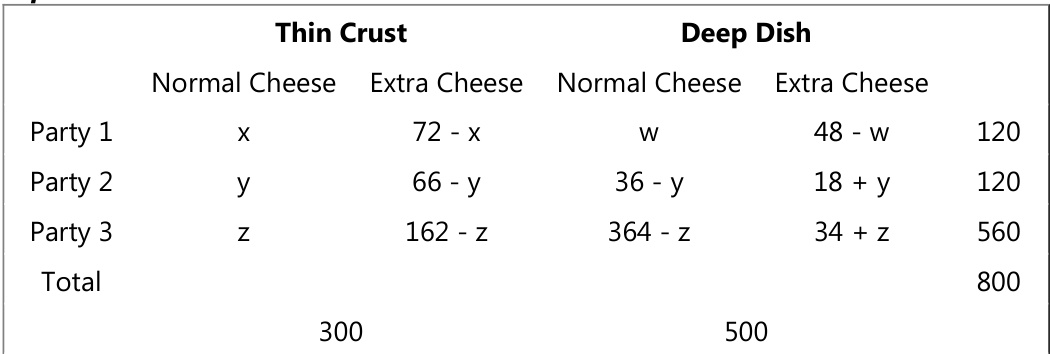 Thin Crust Deep Dish
Normal Cheese Extra Cheese Normal Cheese Extra Cheese
Party 1 x 72 - x w 48 - w 120
Party 2 y 66 - y 36 - y 18 + y 120
Party 3 z 162 - z 364 - z 34 + z 560
Total 800
300 500